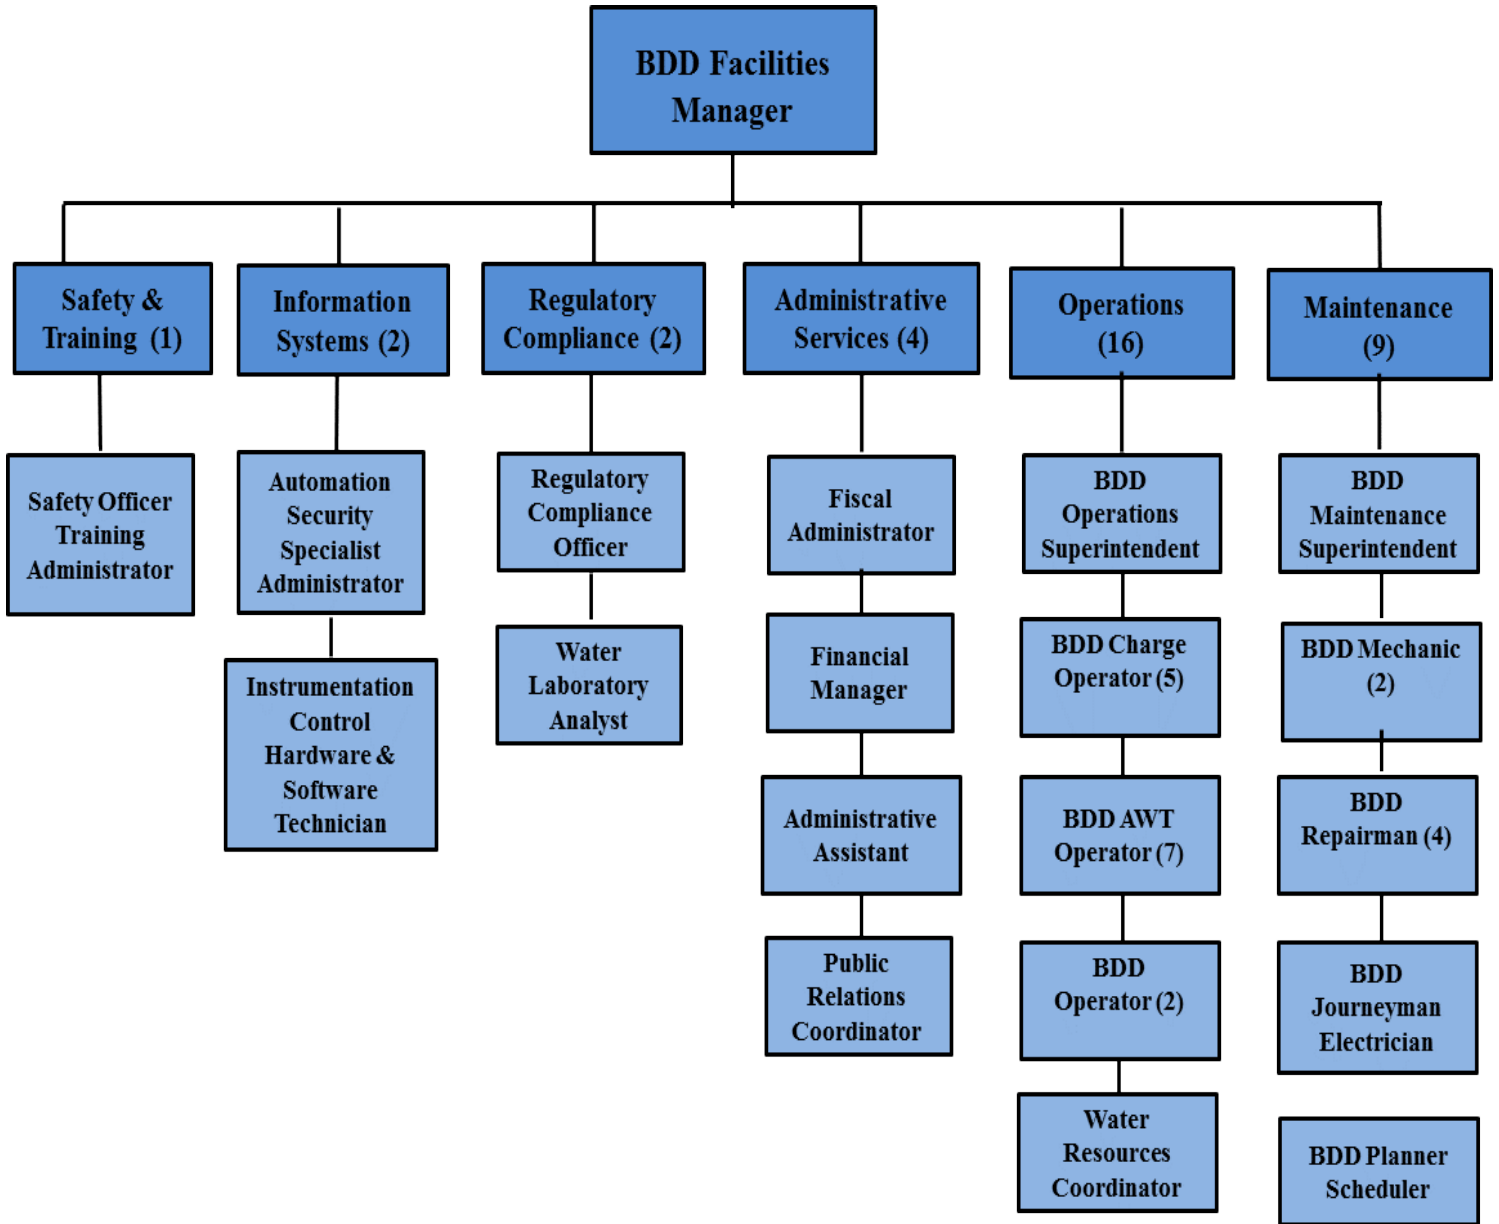 BDD Facilities
Manager
Safety &
Training (1)
Information
Systems (2)
Regulatory
Compliance (2)
Administrative
Services (4)
Operations
(16)
Maintenance
(9)
Safety Officer
Training
Administrator
Automation
Security
Specialist
Administrator
Instrumentation
Control
Hardware &
Software
Technician
Regulatory
Compliance
Officer
Water
Laboratory
Analyst
Fiscal
Administrator
Financial
Manager
Administrative
Assistant
Public
Relations
Coordinator
BDD
Operations
Superintendent
BDD Charge
Operator (5)
BDD AWT
Operator (7)
BDD
Operator (2)
Water
Resources
Coordinator
BDD
Maintenance
Superintendent
BDD Mechanic
(2)
BDD
Repairman (4)
BDD
Journeyman
Electrician
BDD Planner
Scheduler